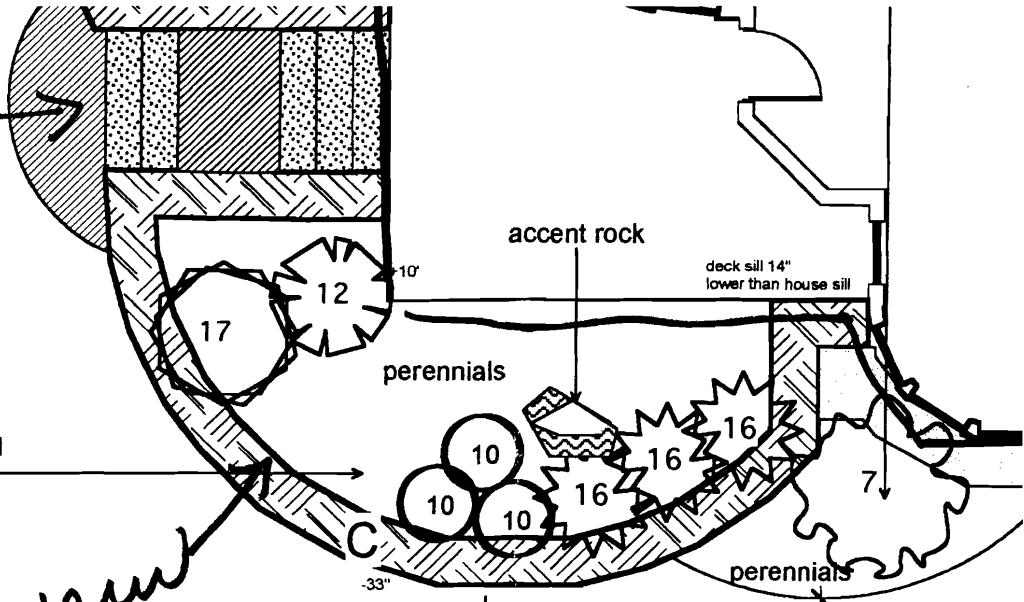 accent rock
deck sill 14"
lower than house sill
+10'
12
17
perennials
16
10
16
16
10
10
7
C
perennials
-33"